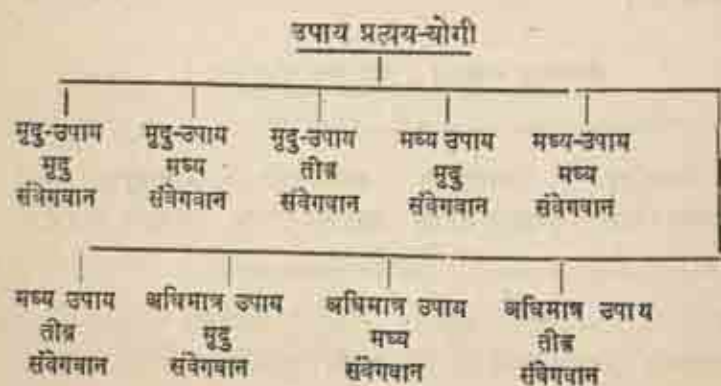 उपाय प्रत्यय-योगी
मृदु-उपाय मृदु-उपाय मृदु-उपाय मध्य उपाय मध्य-उपाय
मृदु मध्य तीव्र मृदु मध्य
संवेगवान संवेगवान संवेगवान संवेगवान संवेगवान
मध्य उपाय अधिमात्र उपाय अधिमात्र उपाय अधिमात्र उपाय
तीव्र मृदु मध्य तीव्र
संवेगवान संवेगवान संवेगवान संवेगवान